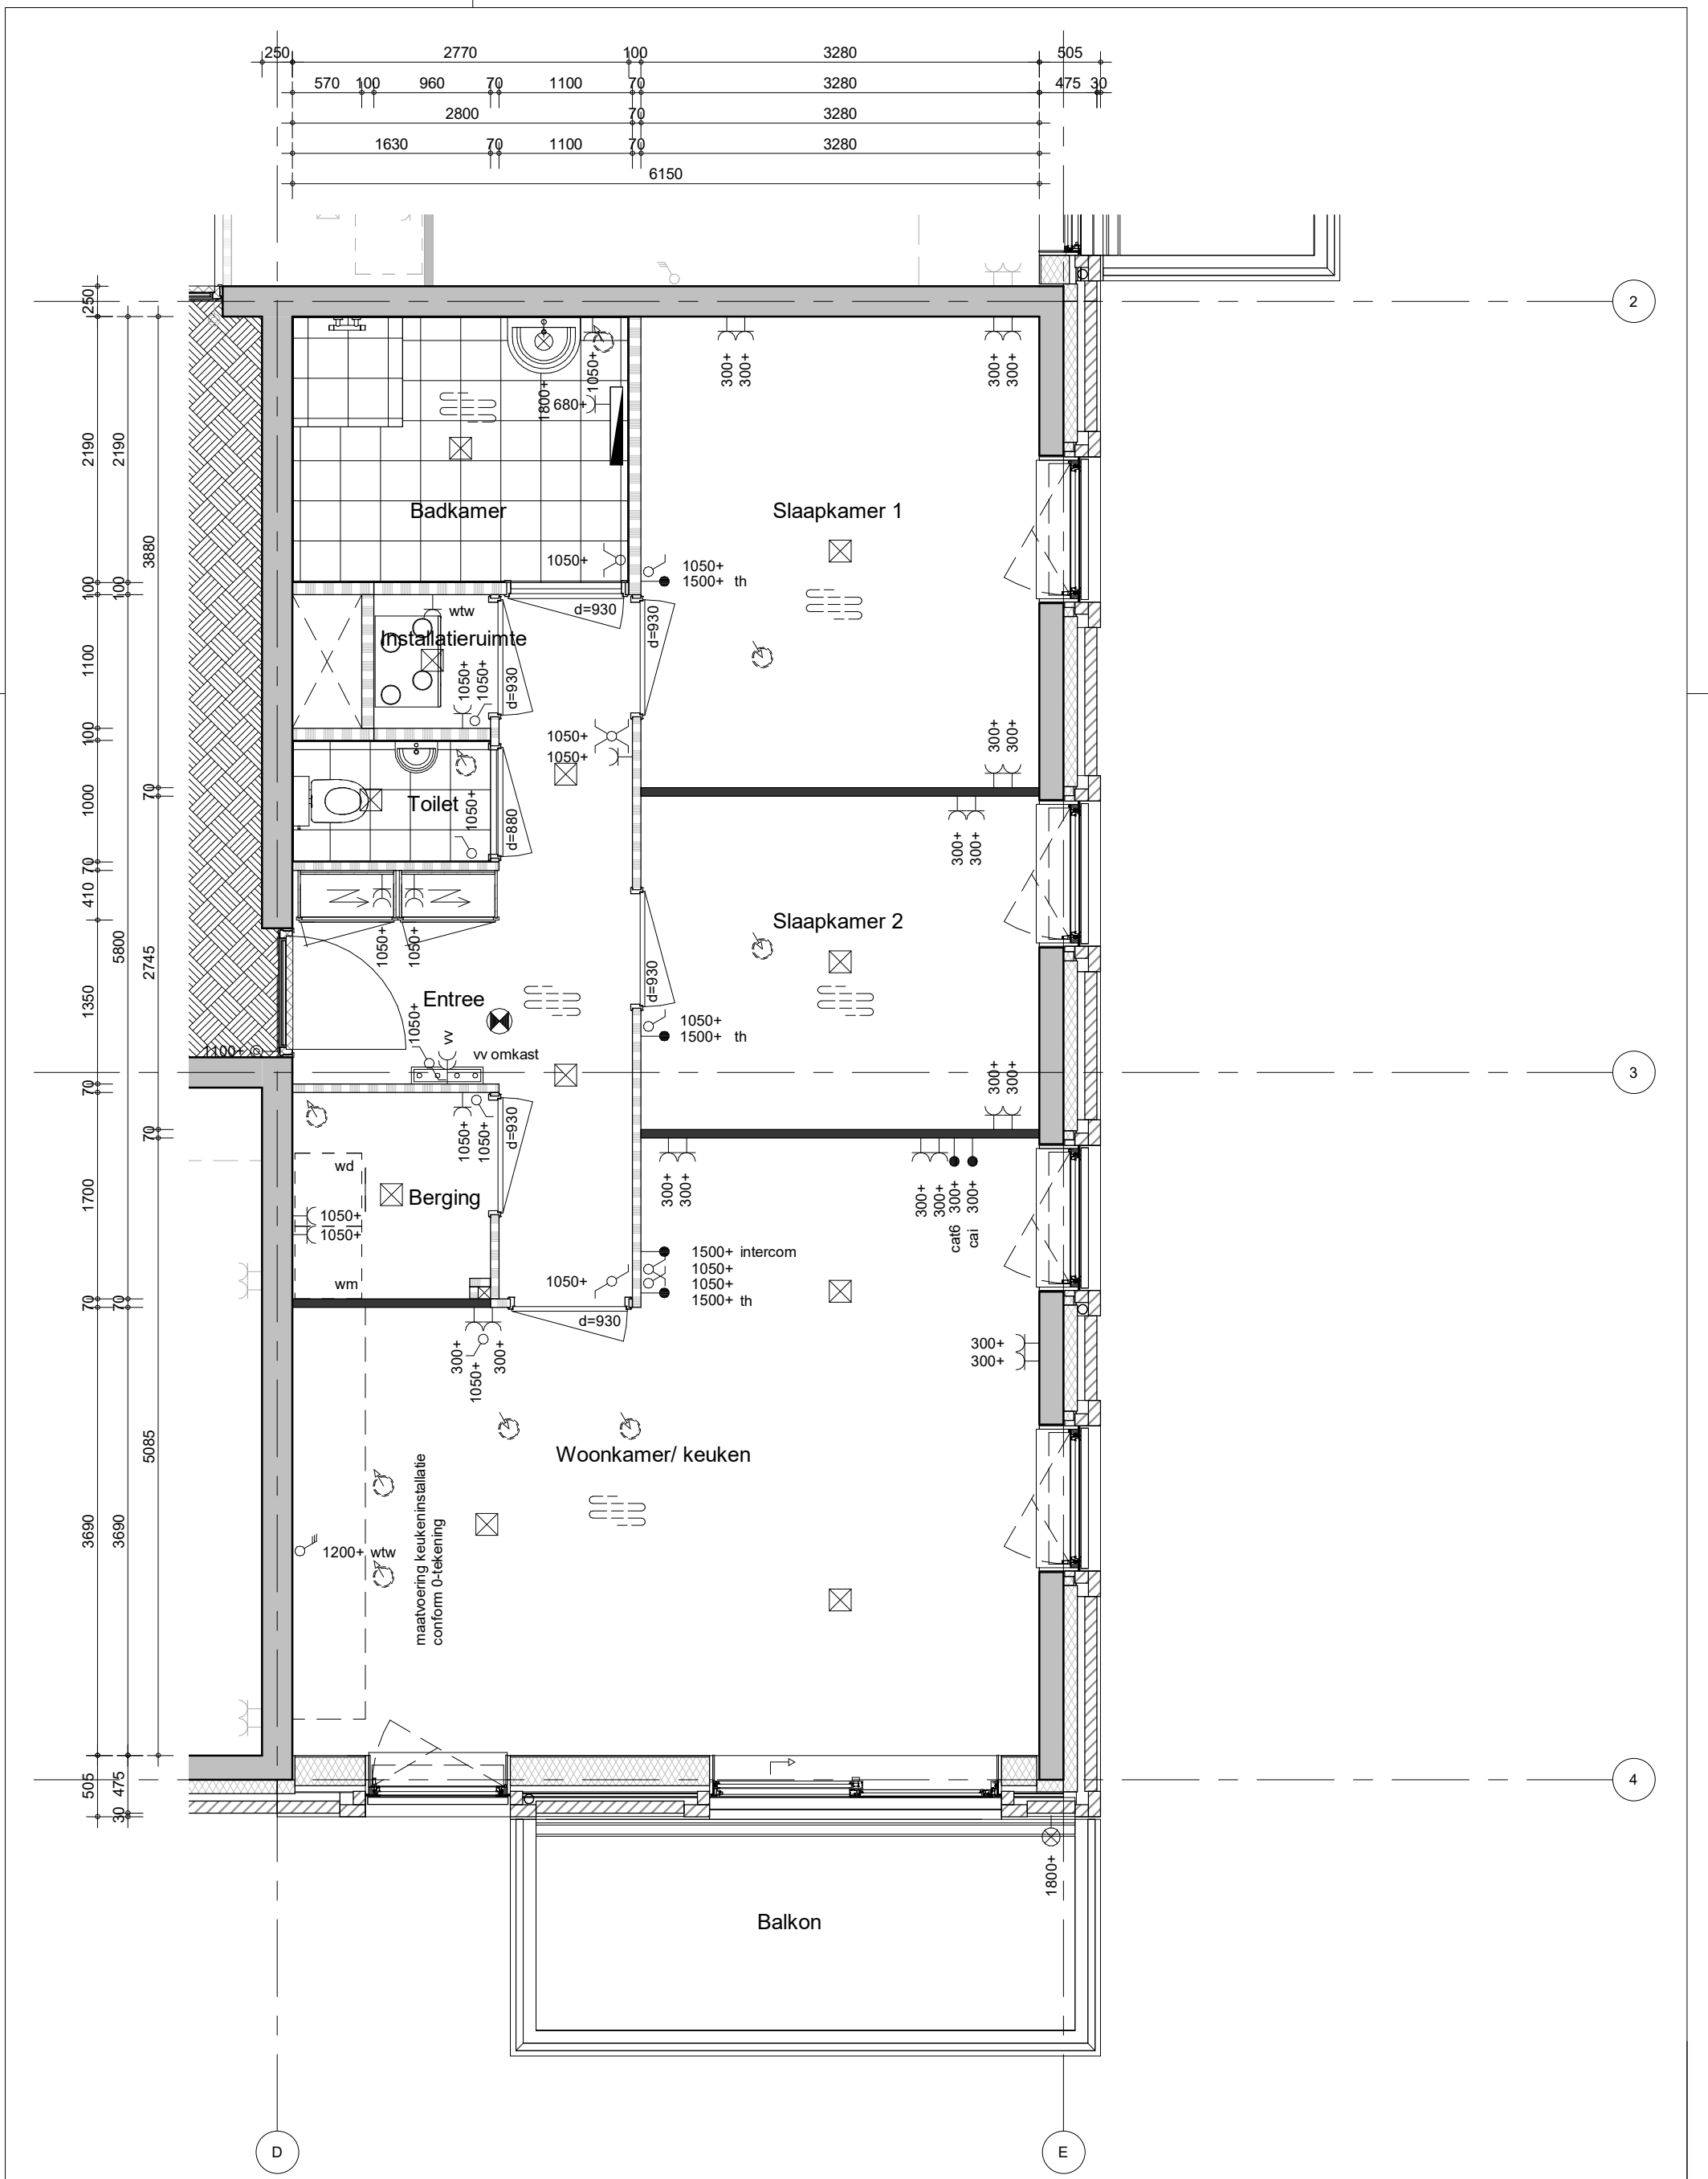 250 2770 100 3280 505
570 100 960 70 1100 70 3280 475 30
2800 70 3280
1630 70 1100 70 3280
6150
2
250
2190
100
1100
100
1000
70
410
1350
70
1700
70
3690
505
2190
100
5800
70
3690
475
30
3880
70
2745
70
5085
1800+
1050+
680+
Badkamer
1050+
300+
300+
300+
300+
Slaapkamer 1
1050+
1500+ th
d=930
d=930
wtw
Installatieruimte
1050+
1050+
d=930
1050+
1050+
300+
300+
Toilet
1050+
d=880
300+
300+
Slaapkamer 2
1050+
1050+
d=930
Entree
1050+
vv
vv omkast
1100+
1050+
1500+ th
300+
300+
3
1050+
1050+
d=930
wd
Berging
1050+
1050+
wm
300+
300+
300+
300+
300+
300+
cat6
cai
1500+ intercom
1050+
1050+
1050+
1500+ th
d=930
300+
1050+
300+
300+
300+
Woonkamer/ keuken
maatvoering keukeninstallatie
conform 0-tekening
1200+ wtw
4
1800+
Balkon
D
E